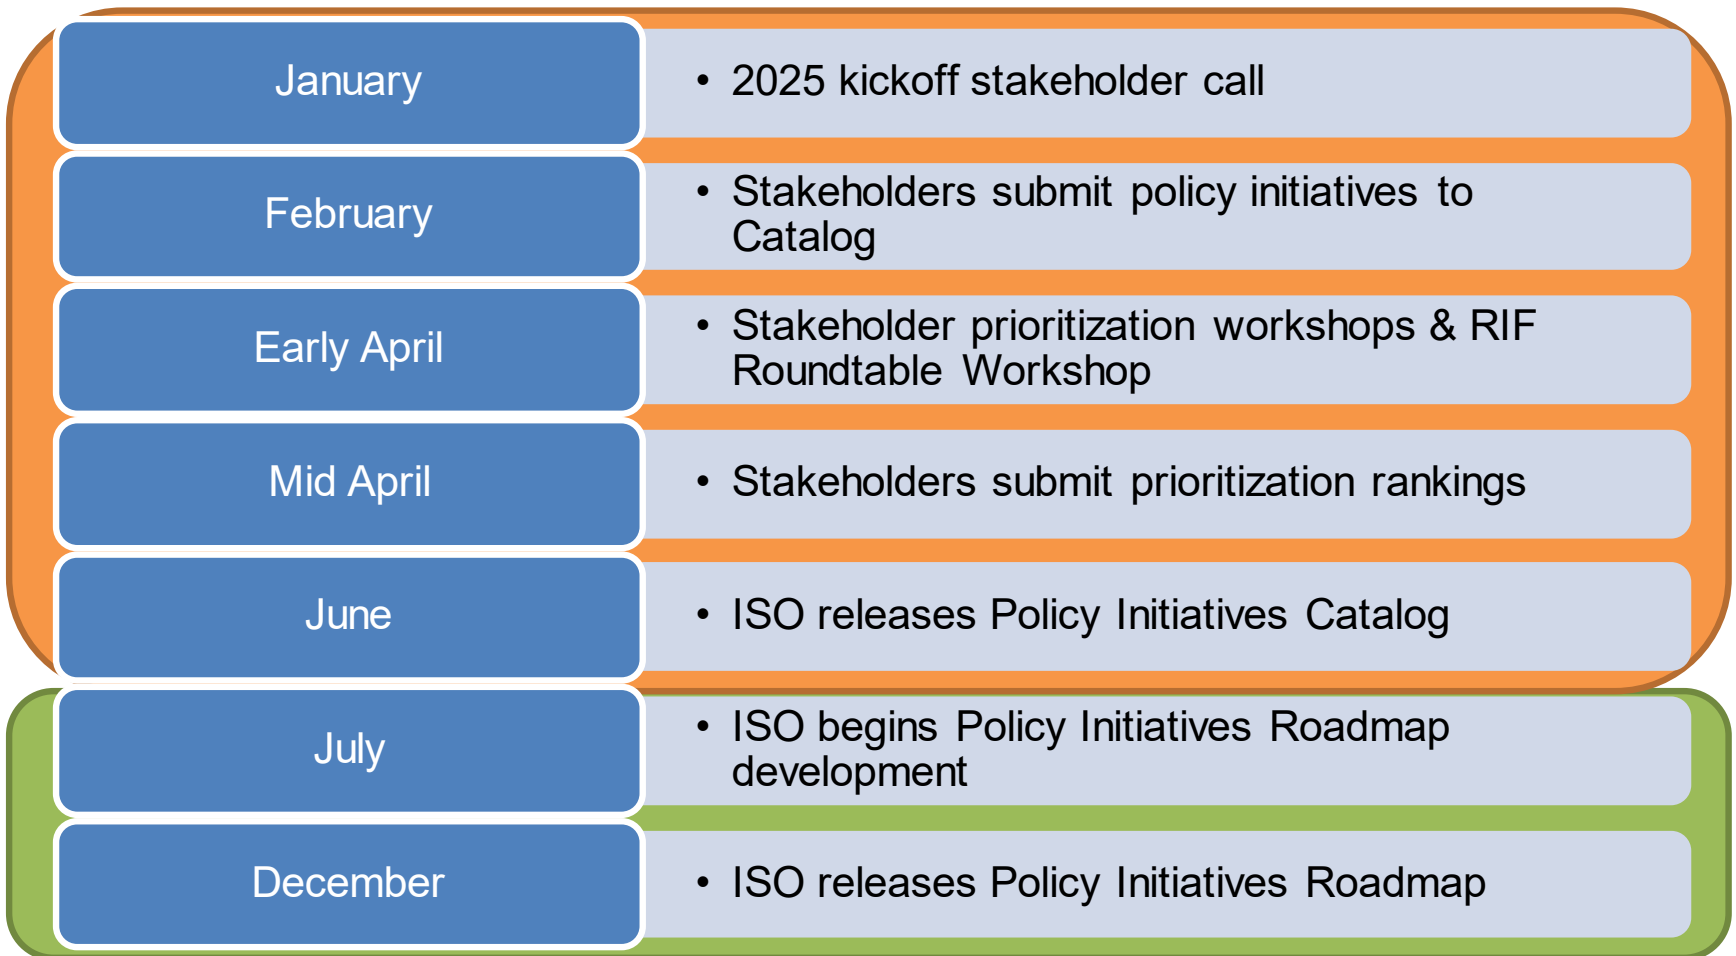 January
• 2025 kickoff stakeholder call
February
• Stakeholders submit policy initiatives to
Catalog
Early April
• Stakeholder prioritization workshops & RIF
Roundtable Workshop
Mid April
• Stakeholders submit prioritization rankings
June
• ISO releases Policy Initiatives Catalog
July
• ISO begins Policy Initiatives Roadmap
development
December
• ISO releases Policy Initiatives Roadmap